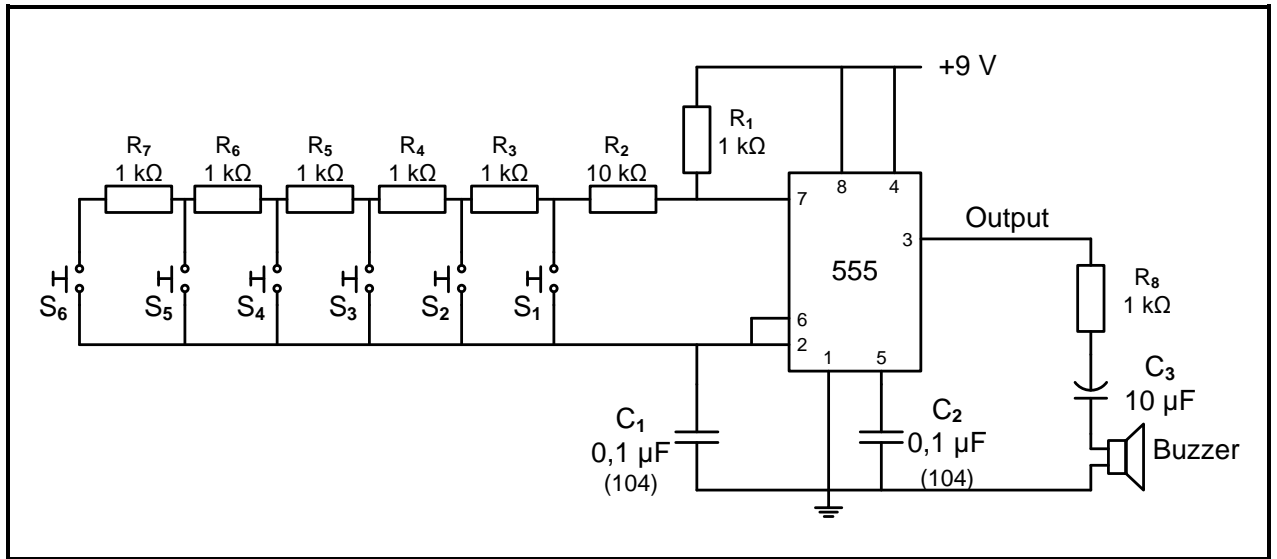 +9 V
R1
1 kΩ
R7
1 kΩ
R6
1 kΩ
R5
1 kΩ
R4
1 kΩ
R3
1 kΩ
R2
10 kΩ
8
4
7
Output
3
555
R8
1 kΩ
S6
S5
S4
S3
S2
S1
6
2
1
5
C3
10 µF
C1
0,1 µF
(104)
C2
0,1 µF
(104)
Buzzer